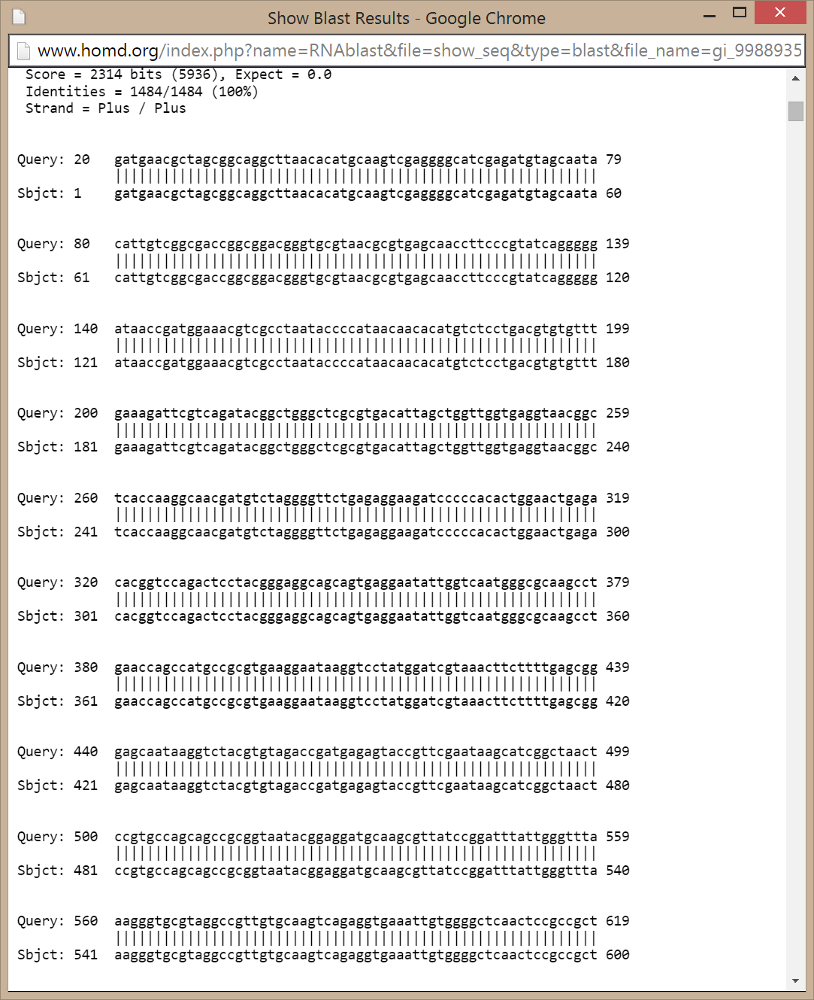 Show Blast Results - Google Chrome
www.homd.org/index.php?name=RNAblast&file=show_seq&type=blast&file_name=gi_9988935
Score = 2314 bits (5936), Expect = 0.0
Identities = 1484/1484 (100%)
Strand = Plus / Plus
Query: 20 gatgaacgctagcggcaggcttaacacatgcaagtcgaggggcatcgagatgtagcaata 79
||||||||||||||||||||||||||||||||||||||||||||||||||||||||||||
Sbjct: 1 gatgaacgctagcggcaggcttaacacatgcaagtcgaggggcatcgagatgtagcaata 60
Query: 80 cattgtcggcgaccggcggacgggtgcgtaacgcgtgagcaaccttcccgtatcaggggg 139
||||||||||||||||||||||||||||||||||||||||||||||||||||||||||||
Sbjct: 61 cattgtcggcgaccggcggacgggtgcgtaacgcgtgagcaaccttcccgtatcaggggg 120
Query: 140 ataaccgatggaaacgtcgcctaataccccataacaacacatgtctcctgacgtgtgttt 199
||||||||||||||||||||||||||||||||||||||||||||||||||||||||||||
Sbjct: 121 ataaccgatggaaacgtcgcctaataccccataacaacacatgtctcctgacgtgtgttt 180
Query: 200 gaaagattcgtcagatacggctgggctcgcgtgacattagctggttggtgaggtaacggc 259
||||||||||||||||||||||||||||||||||||||||||||||||||||||||||||
Sbjct: 181 gaaagattcgtcagatacggctgggctcgcgtgacattagctggttggtgaggtaacggc 240
Query: 260 tcaccaaggcaacgatgtctaggggttctgagaggaagatcccccacactggaactgaga 319
||||||||||||||||||||||||||||||||||||||||||||||||||||||||||||
Sbjct: 241 tcaccaaggcaacgatgtctaggggttctgagaggaagatcccccacactggaactgaga 300
Query: 320 cacggtccagactcctacgggaggcagcagtgaggaatattggtcaatgggcgcaagcct 379
||||||||||||||||||||||||||||||||||||||||||||||||||||||||||||
Sbjct: 301 cacggtccagactcctacgggaggcagcagtgaggaatattggtcaatgggcgcaagcct 360
Query: 380 gaaccagccatgccgcgtgaaggaataaggtcctatggatcgtaaacttcttttgagcgg 439
||||||||||||||||||||||||||||||||||||||||||||||||||||||||||||
Sbjct: 361 gaaccagccatgccgcgtgaaggaataaggtcctatggatcgtaaacttcttttgagcgg 420
Query: 440 gagcaataaggtctacgtgtagaccgatgagagtaccgttcgaataagcatcggctaact 499
||||||||||||||||||||||||||||||||||||||||||||||||||||||||||||
Sbjct: 421 gagcaataaggtctacgtgtagaccgatgagagtaccgttcgaataagcatcggctaact 480
Query: 500 ccgtgccagcagccgcggtaatacggaggatgcaagcgttatccggatttattgggttta 559
||||||||||||||||||||||||||||||||||||||||||||||||||||||||||||
Sbjct: 481 ccgtgccagcagccgcggtaatacggaggatgcaagcgttatccggatttattgggttta 540
Query: 560 aagggtgcgtaggccgttgtgcaagtcagaggtgaaattgtggggctcaactccgccgct 619
||||||||||||||||||||||||||||||||||||||||||||||||||||||||||||
Sbjct: 541 aagggtgcgtaggccgttgtgcaagtcagaggtgaaattgtggggctcaactccgccgct 600